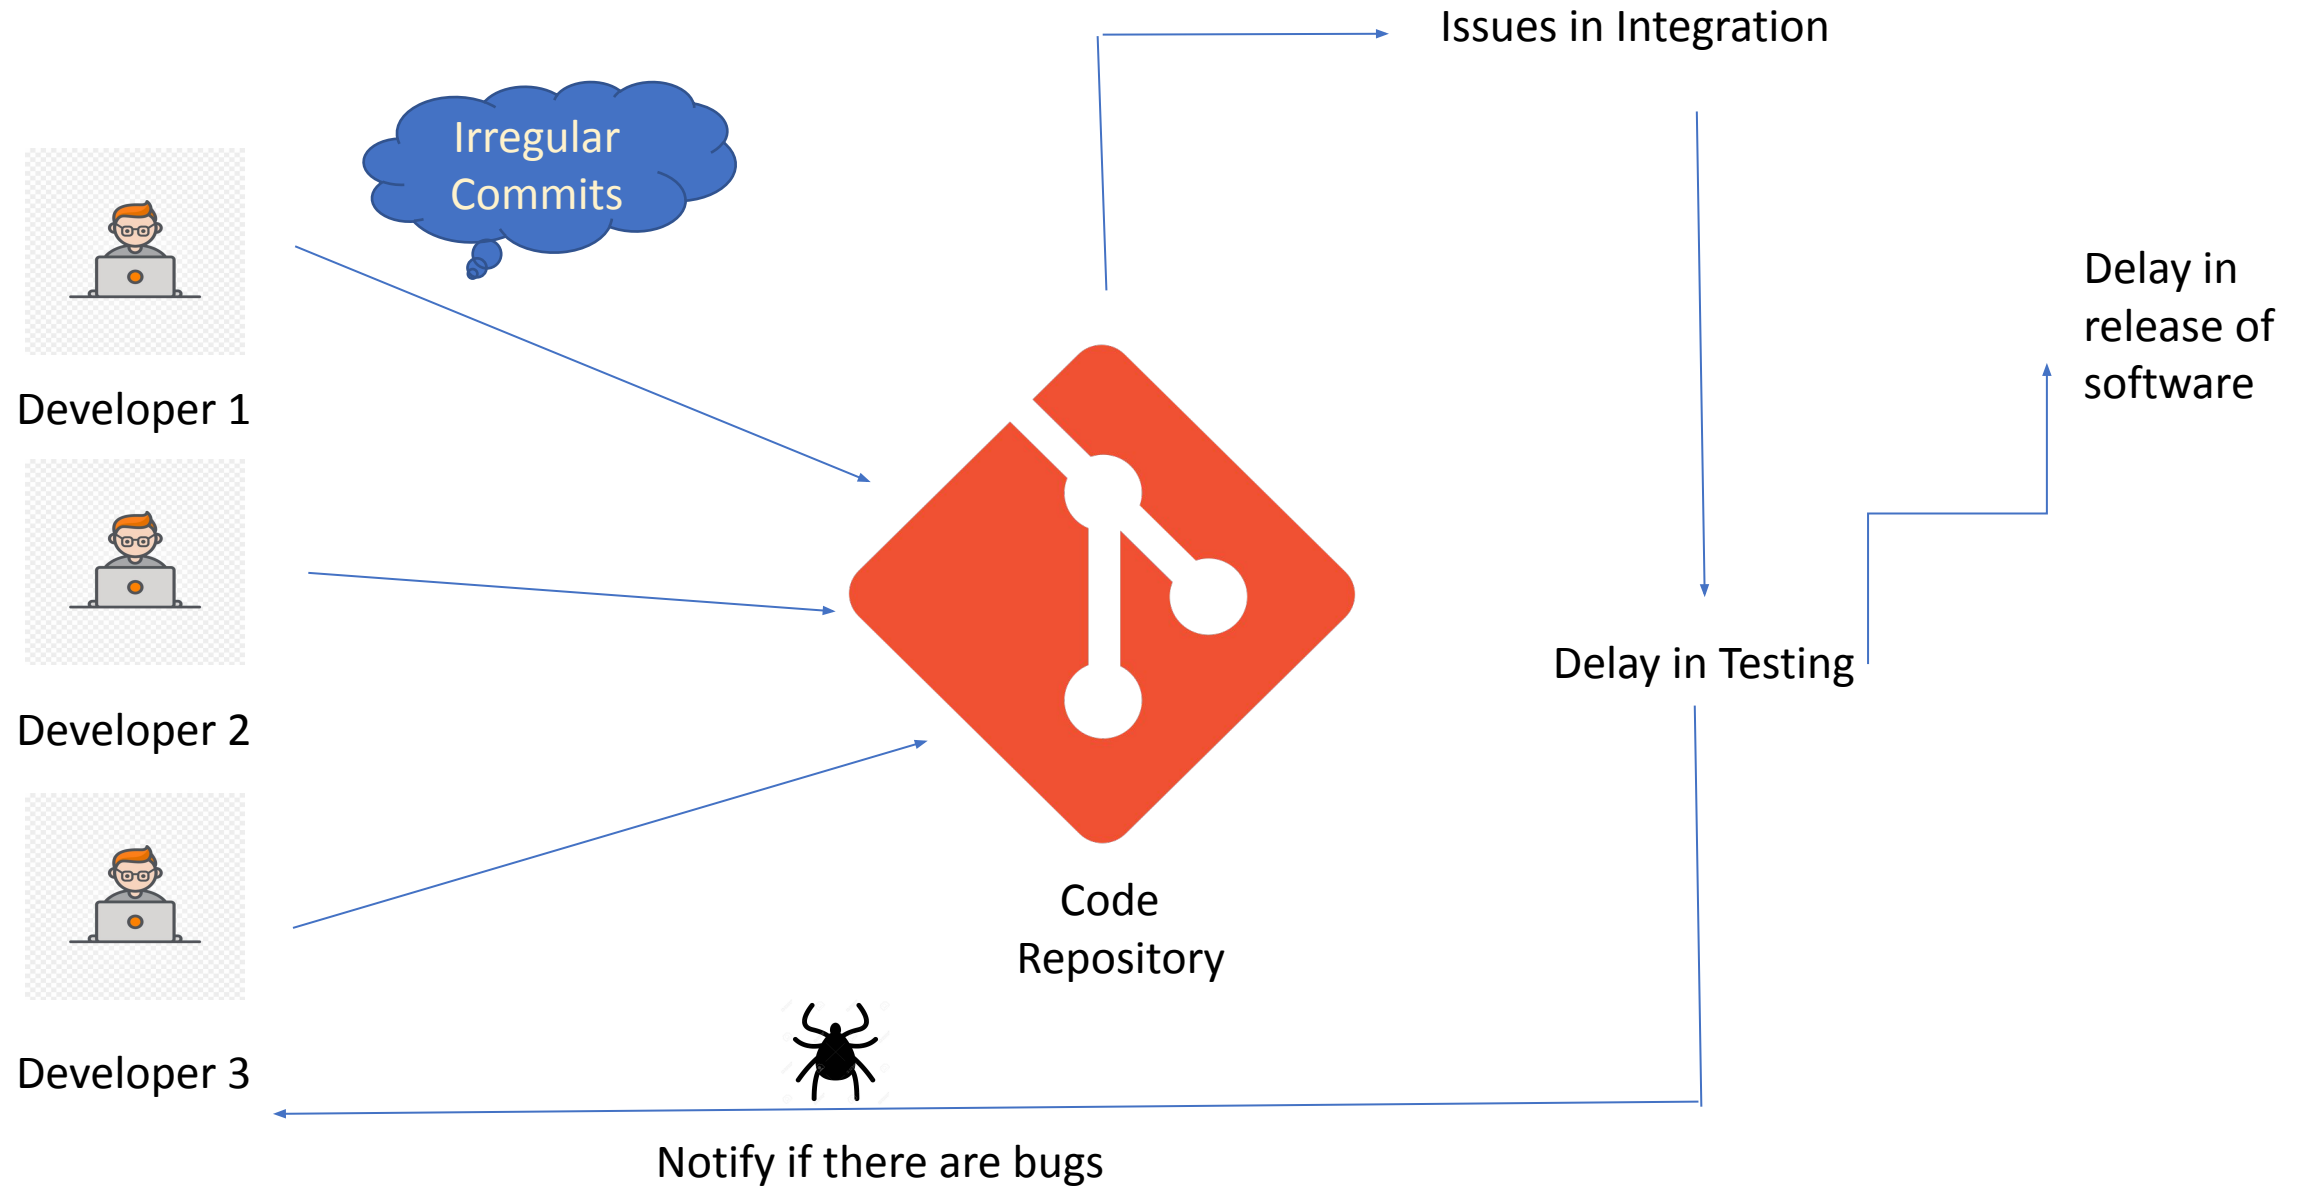 Issues in Integration
Irregular
Commits
Delay in
release of
software
Developer 1
Delay in Testing
Developer 2
Code
Repository
Developer 3
Notify if there are bugs